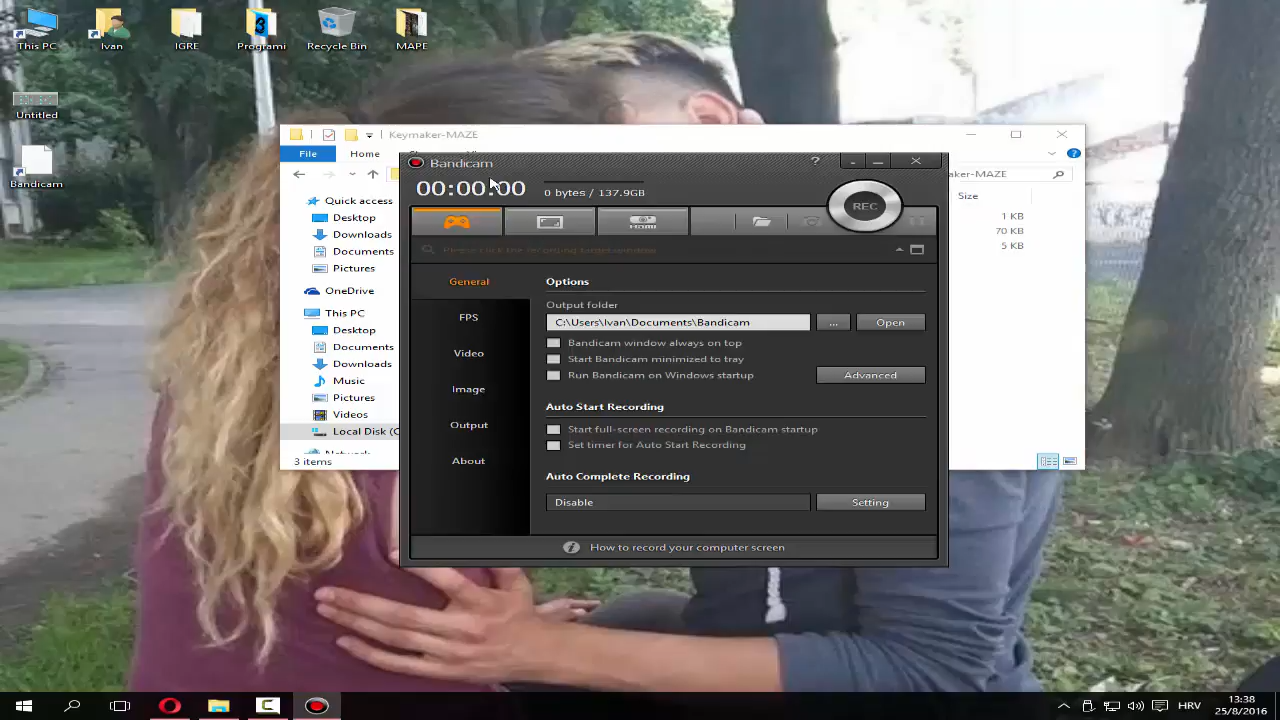 This PC
Ivan
IGRE
Programi
Recycle Bin
MAPE
Untitled
Bandicam
Keymaker-MAZE
File
Home
aker-MAZE
Quick access
Desktop
Downloads
Documents
Pictures
OneDrive
This PC
Desktop
Documents
Downloads
Music
Pictures
Videos
Local Disk (C
3 items
Size
1 KB
70 KB
5 KB
Bandicam
?
00:00:00
0 bytes / 137.9GB
REC
General
FPS
Video
Image
Output
About
Options
Output folder
C:\Users\Ivan\Documents\Bandicam
...
Open
Bandicam window always on top
Start Bandicam minimized to tray
Run Bandicam on Windows startup
Advanced
Auto Start Recording
Start full-screen recording on Bandicam startup
Set timer for Auto Start Recording
Auto Complete Recording
Disable
Setting
How to record your computer screen
HRV
13:38
25/8/2016